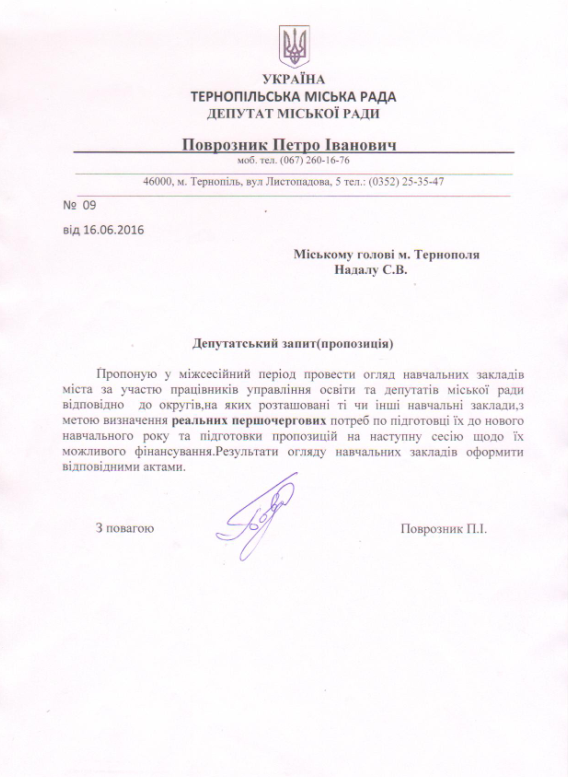 УКРАЇНА
ТЕРНОПІЛЬСЬКА МІСЬКА РАДА
ДЕПУТАТ МІСЬКОЇ РАДИ
Поврозник Петро Іванович
моб. тел. (067) 260-16-76
46000, м. Тернопіль, вул Листопадова, 5 тел.: (0352) 25-35-47
№ 09
від 16.06.2016
Міському голові м. Тернополя
Надалу С.В.
Депутатський запит(пропозиція)
Пропоную у міжсесійний період провести огляд навчальних закладів
міста за участю працівників управління освіти та депутатів міської ради
відповідно до округів,на яких розташовані ті чи інші навчальні заклади,з
метою визначення реальних першочергових потреб по підготовці їх до нового
навчального року та підготовки пропозицій на наступну сесію щодо їх
можливого фінансування.Результати огляду навчальних закладів оформити
відповідними актами.
З повагою Поврозник П.І.